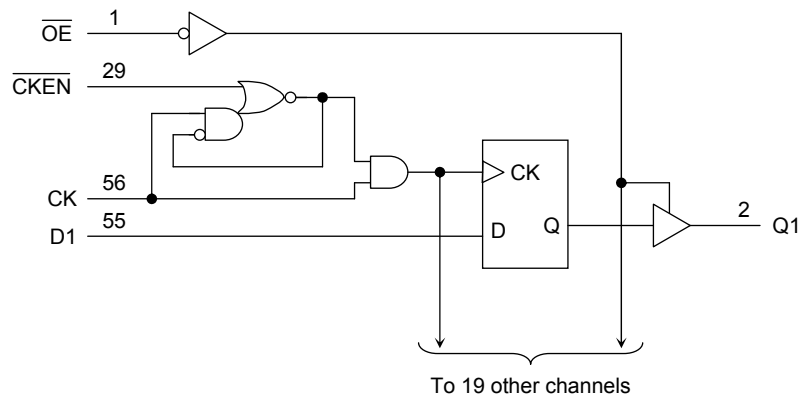 OE 1
CKEN 29
CK 56
D1 55
CK
D Q
2 Q1
To 19 other channels